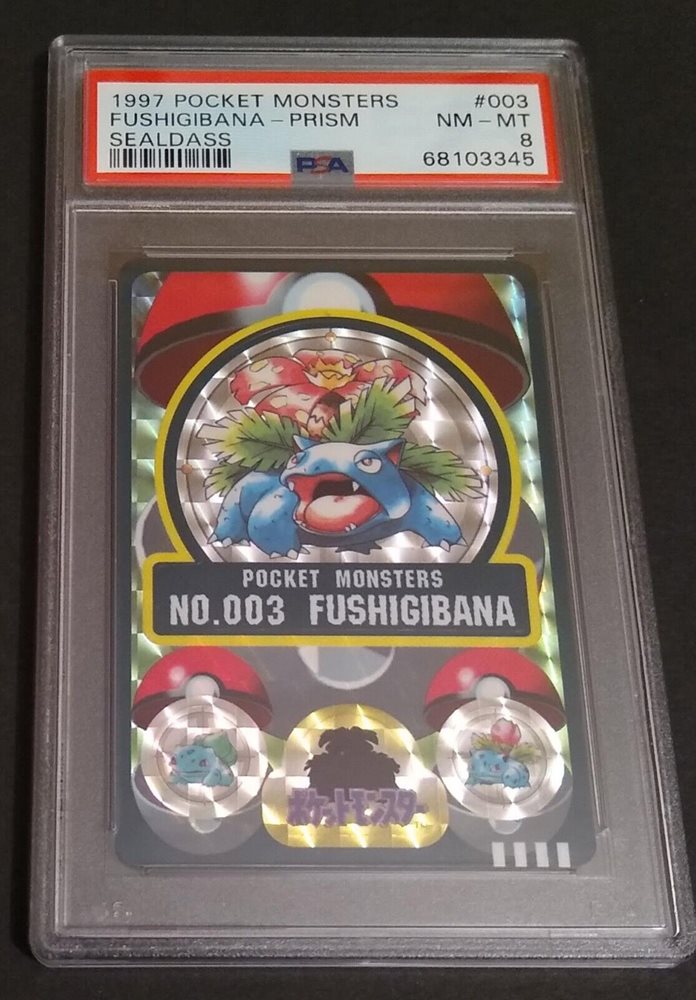 1997 POCKET MONSTERS #003
FUSHIGIBANA-PRISM NM-MT
SEALDASS 8
PSA 68103345
POCKET MONSTERS
NO.003 FUSHIGIBANA
ポケットモンスター